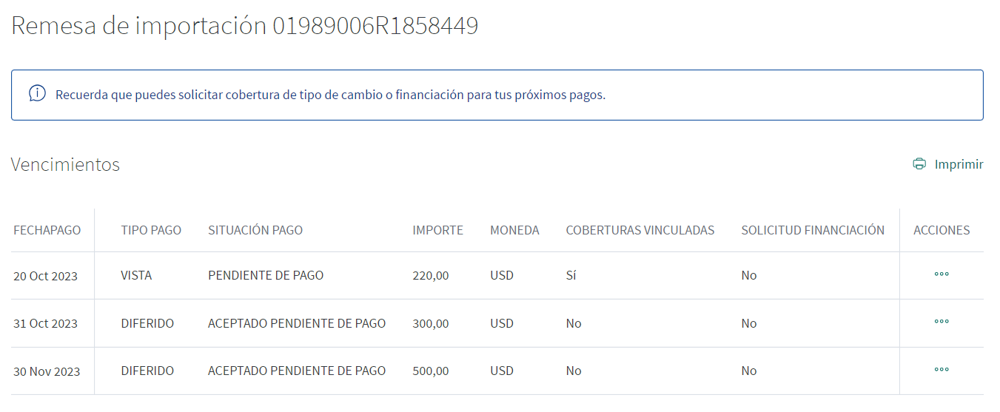 Remesa de importación 01989006R1858449
Recuerda que puedes solicitar cobertura de tipo de cambio o financiación para tus próximos pagos.
Vencimientos
Imprimir
FECHAPAGO TIPO PAGO SITUACIÓN PAGO IMPORTE MONEDA COBERTURAS VINCULADAS SOLICITUD FINANCIACIÓN ACCIONES
20 Oct 2023 VISTA PENDIENTE DE PAGO 220,00 USD Sí No
31 Oct 2023 DIFERIDO ACEPTADO PENDIENTE DE PAGO 300,00 USD No No
30 Nov 2023 DIFERIDO ACEPTADO PENDIENTE DE PAGO 500,00 USD No No